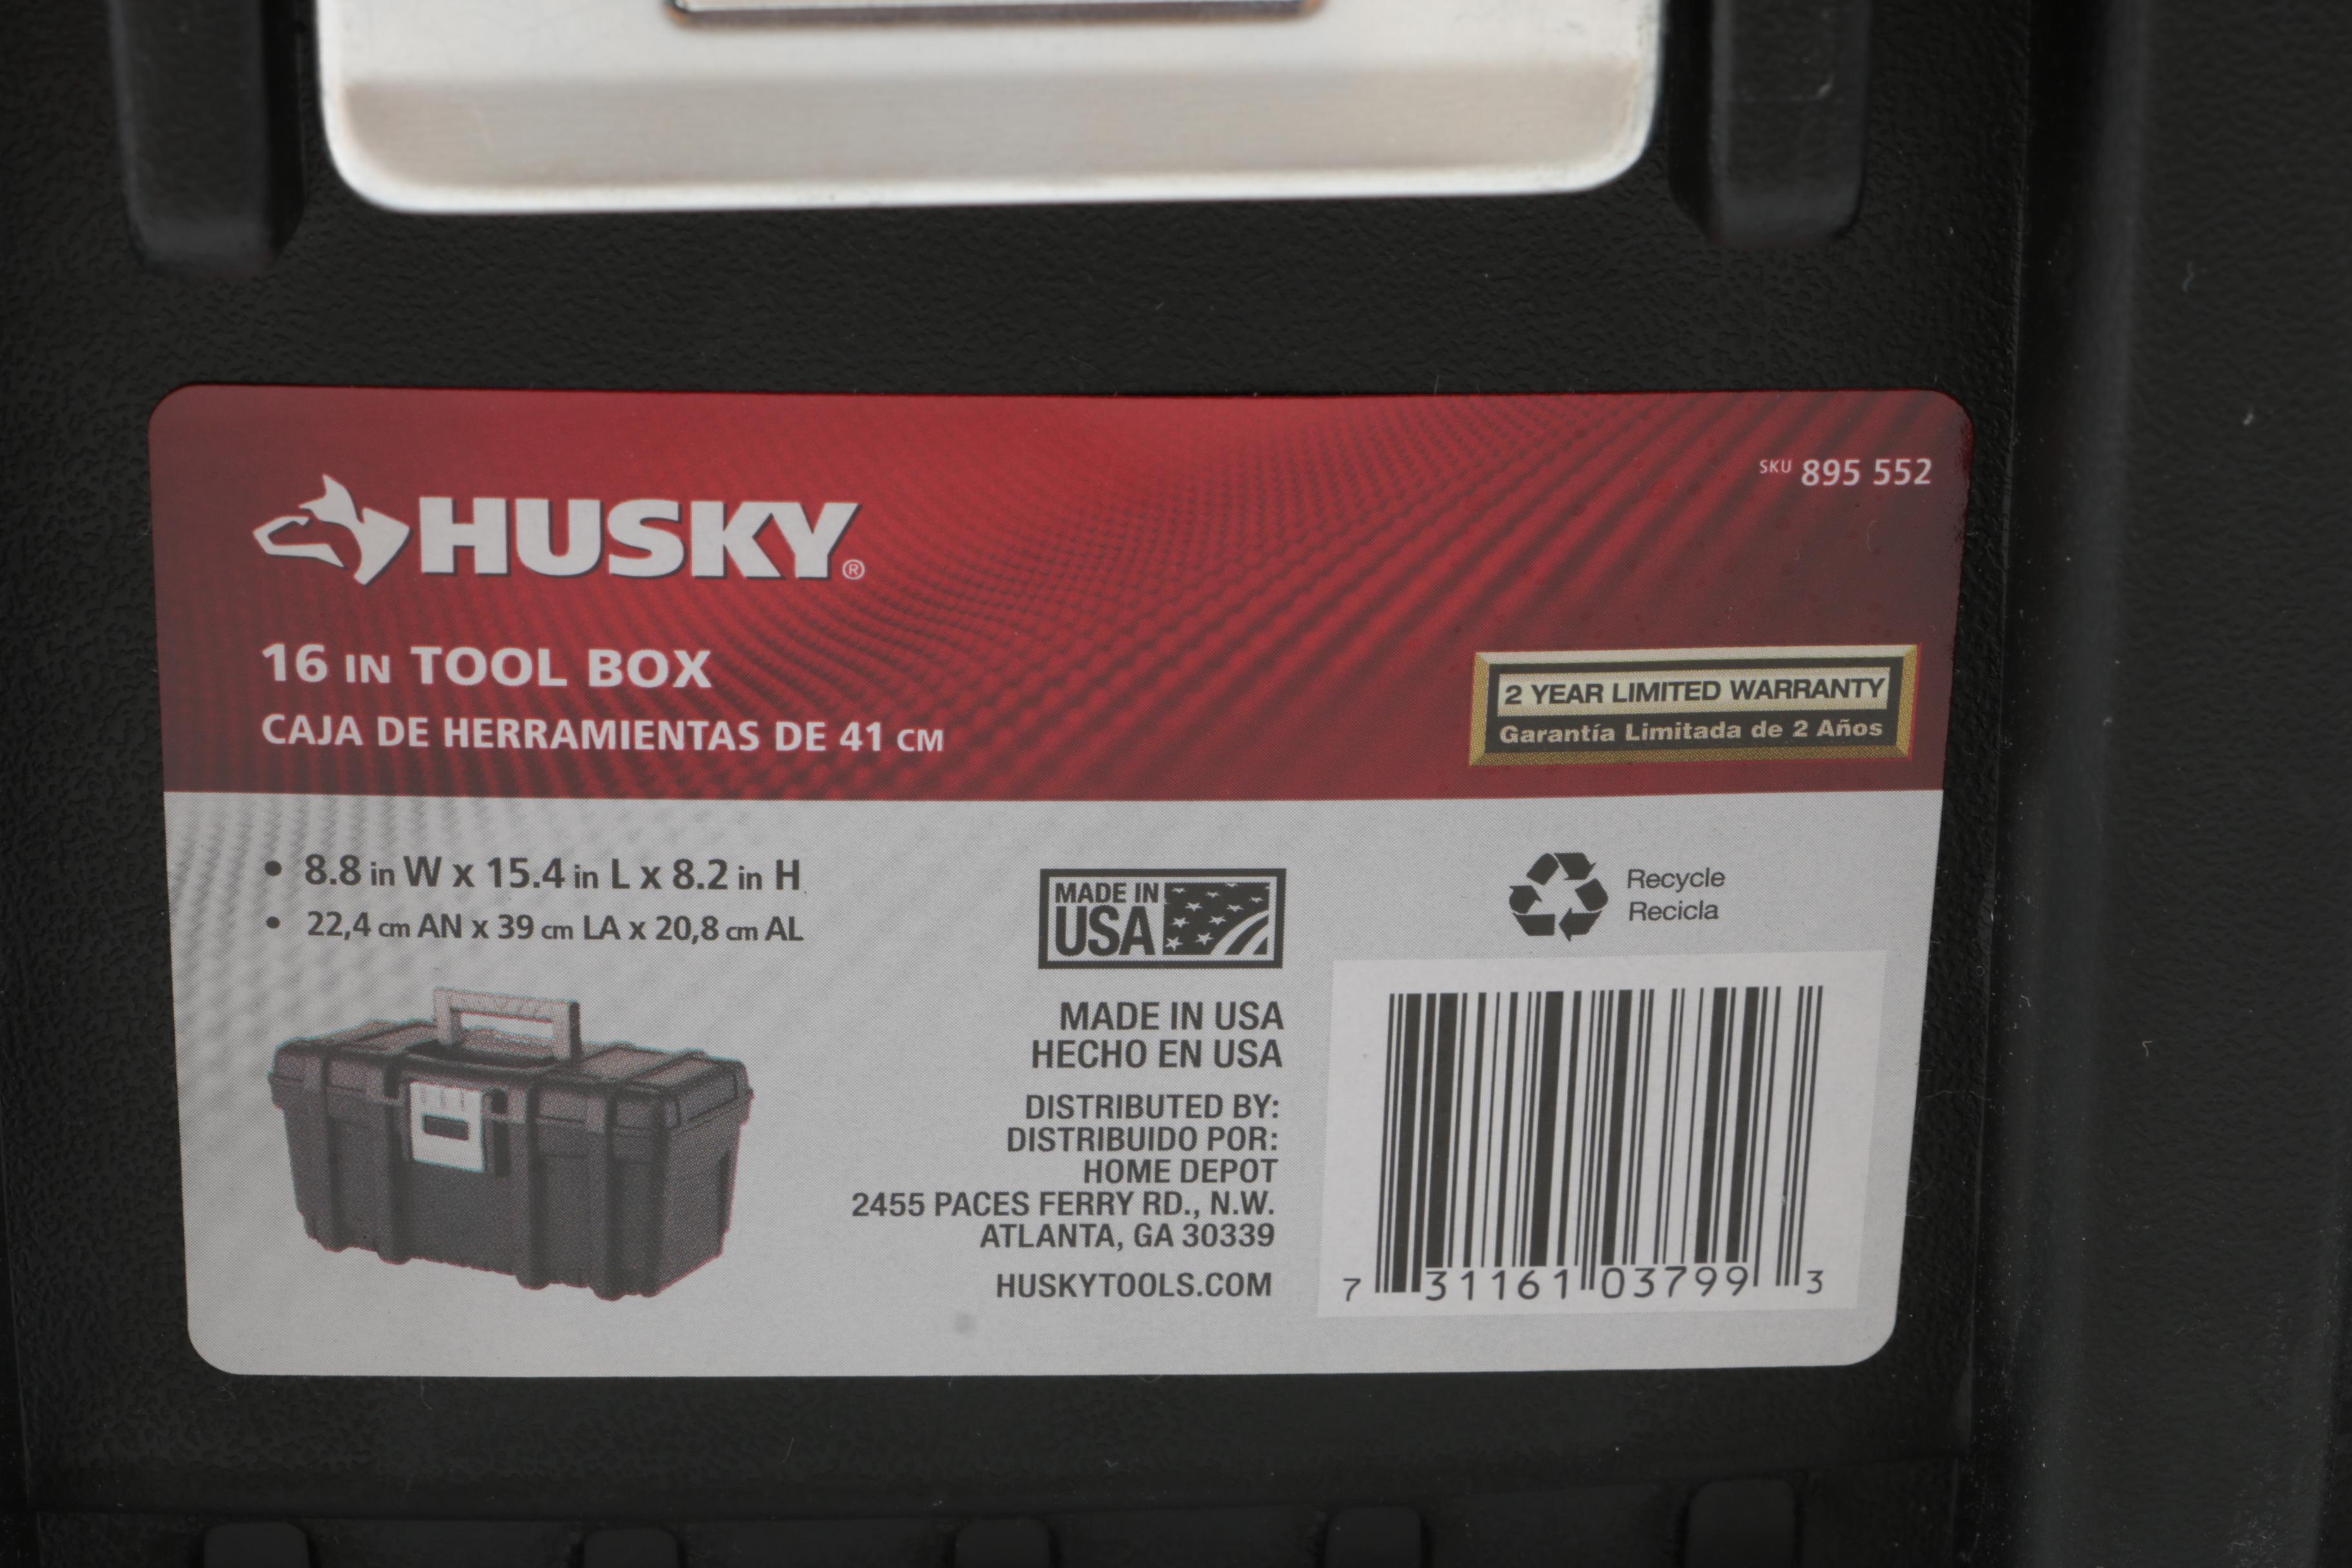 HUSKY®
SKU 895 552
16 IN TOOL BOX
CAJA DE HERRAMIENTAS DE 41 CM
2 YEAR LIMITED WARRANTY
Garantía Limitada de 2 Años
• 8.8 in W x 15.4 in L x 8.2 in H
• 22,4 cm AN x 39 cm LA x 20,8 cm AL
MADE IN
USA
Recycle
Recicla
MADE IN USA
HECHO EN USA
DISTRIBUTED BY:
DISTRIBUIDO POR:
HOME DEPOT
2455 PACES FERRY RD., N.W.
ATLANTA, GA 30339
HUSKYTOOLS.COM
7 31161 03799 3